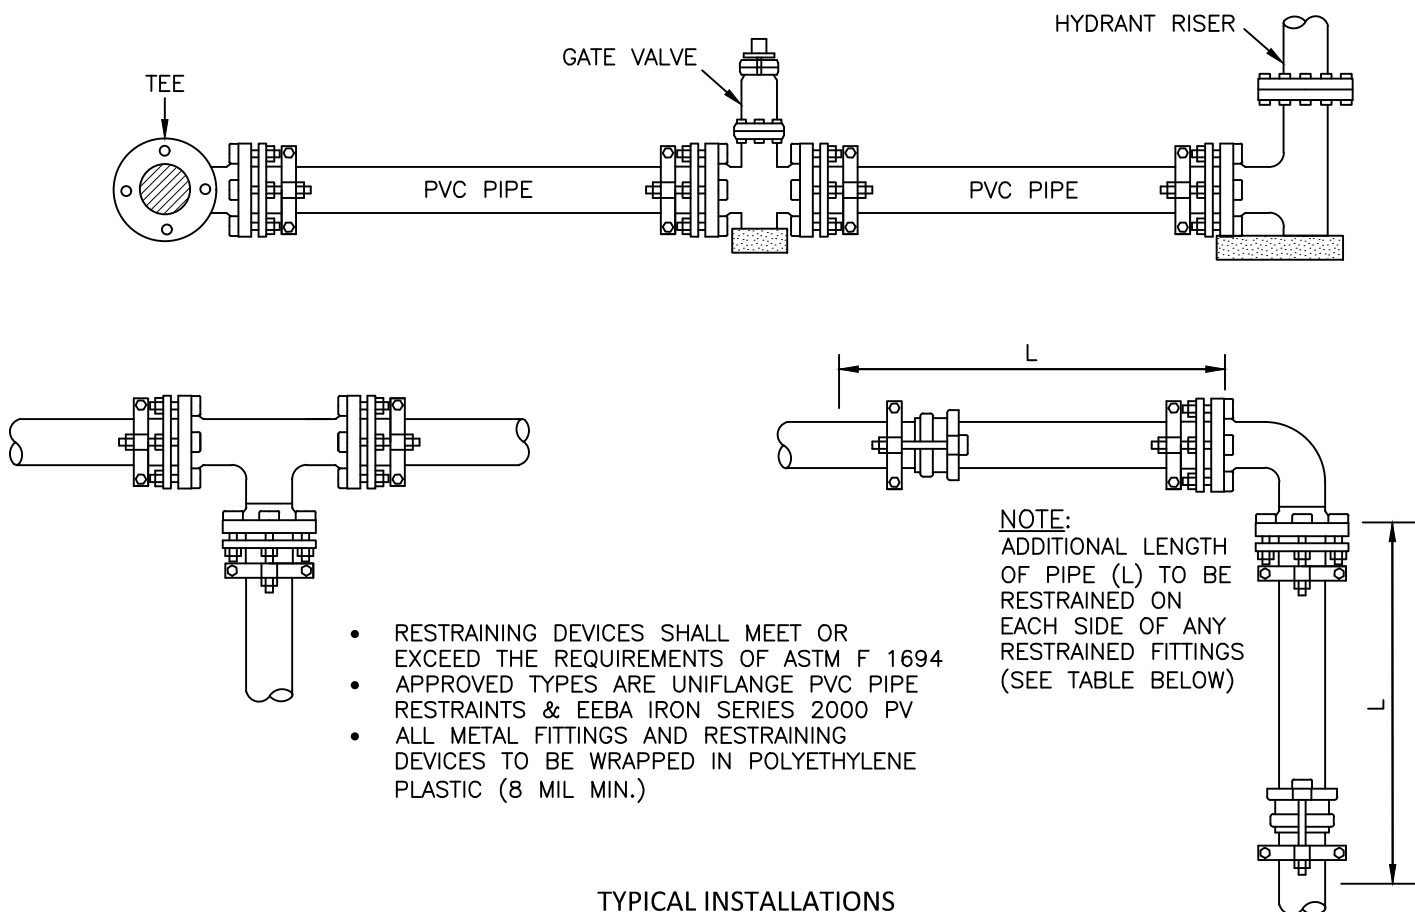 HYDRANT RISER
GATE VALVE
TEE
PVC PIPE
PVC PIPE
L
NOTE:
ADDITIONAL LENGTH
OF PIPE (L) TO BE
RESTRAINED ON
EACH SIDE OF ANY
RESTRAINED FITTINGS
(SEE TABLE BELOW)
L
• RESTRAINING DEVICES SHALL MEET OR
EXCEED THE REQUIREMENTS OF ASTM F 1694
• APPROVED TYPES ARE UNIFLANGE PVC PIPE
RESTRAINTS & EEBA IRON SERIES 2000 PV
• ALL METAL FITTINGS AND RESTRAINING
DEVICES TO BE WRAPPED IN POLYETHYLENE
PLASTIC (8 MIL MIN.)
TYPICAL INSTALLATIONS